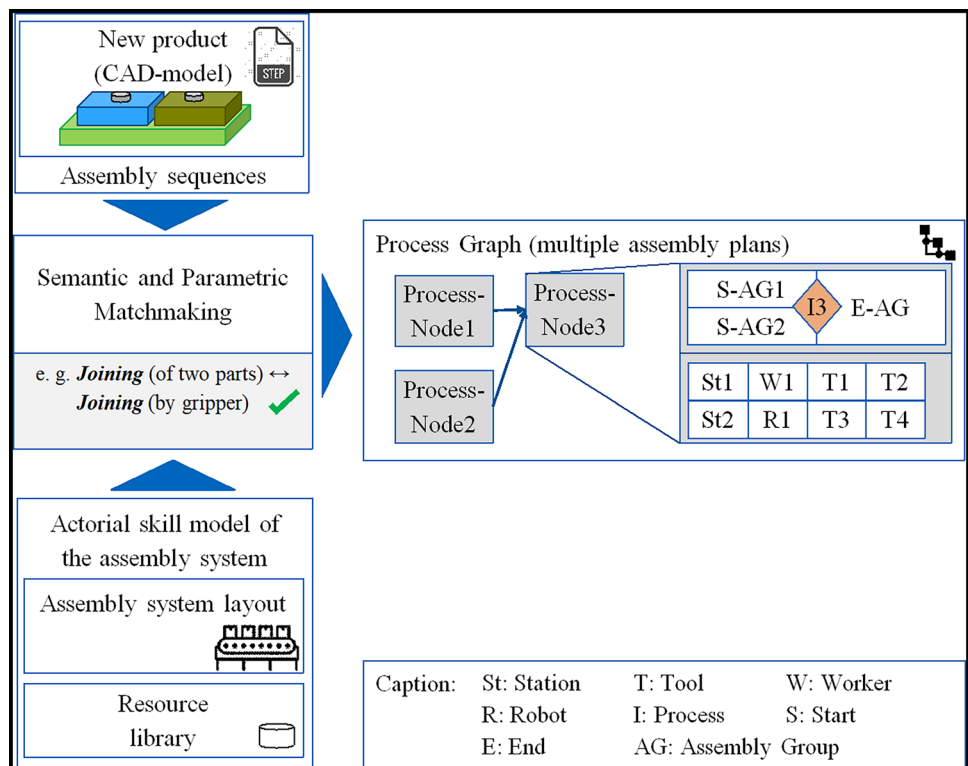 New product
(CAD-model)
STEP
Assembly sequences
Semantic and Parametric
Matchmaking
e. g. Joining (of two parts) ↔
Joining (by gripper)
Actorial skill model of
the assembly system
Assembly system layout
Resource
library
Process Graph (multiple assembly plans)
Process-
Node1
Process-
Node2
Process-
Node3
S-AG1
S-AG2
I3
E-AG
St1 W1 T1 T2
St2 R1 T3 T4
Caption: St: Station T: Tool W: Worker
R: Robot I: Process S: Start
E: End AG: Assembly Group